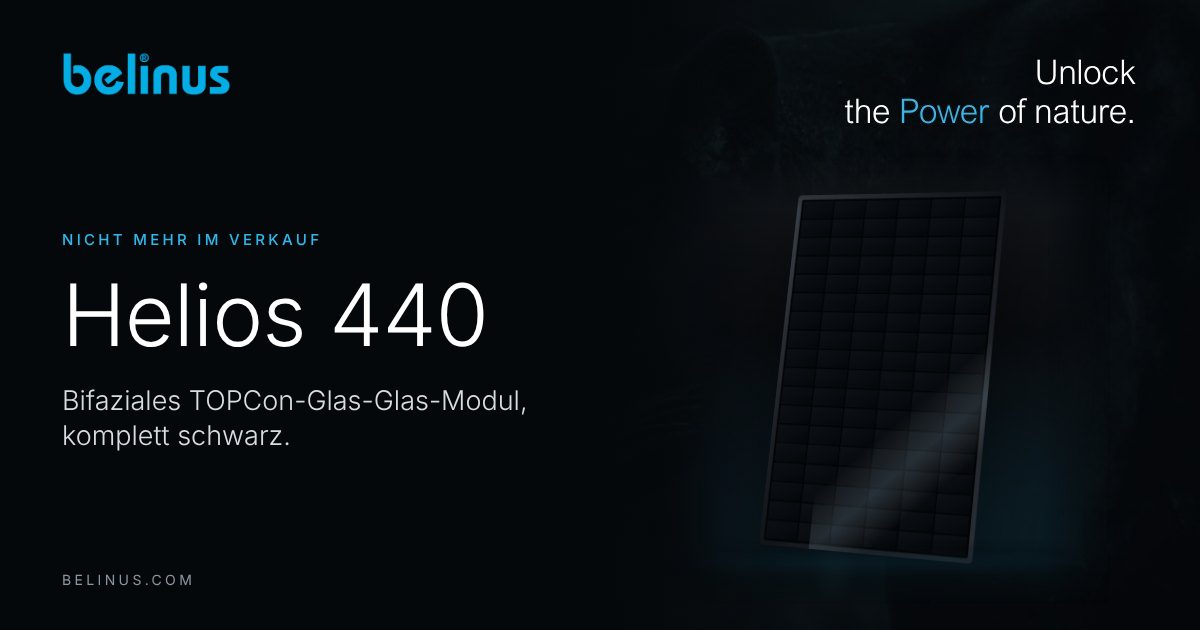 belinus®
Unlock
the Power of nature.
NICHT MEHR IM VERKAUF
Helios 440
Bifaziales TOPCon-Glas-Glas-Modul,
komplett schwarz.
BELINUS.COM